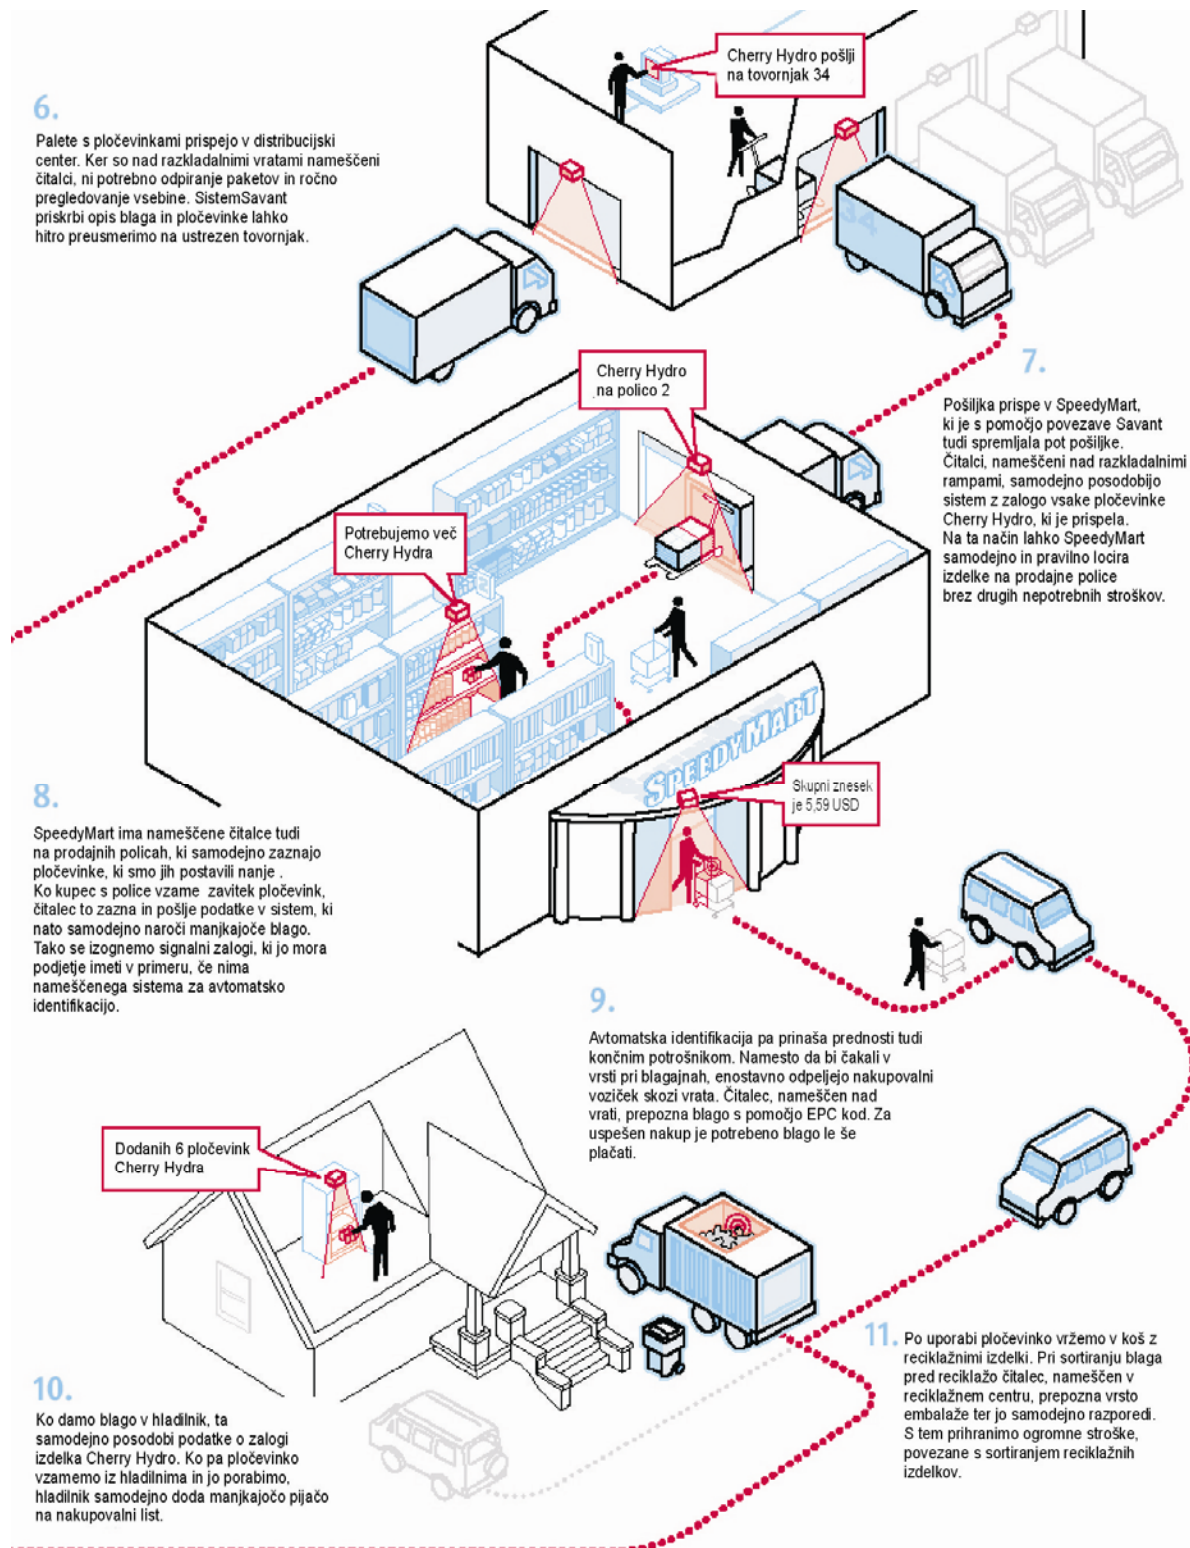 Cherry Hydro pošlji
na tovornjak 34
6.
Palete s pločevinkami prispejo v distribucijski
center. Ker so nad razkladalnimi vratami nameščeni
čitalci, ni potrebno odpiranje paketov in ročno
pregledovanje vsebine. SistemSavant
priskrbi opis blaga in pločevinke lahko
hitro preusmerimo na ustrezen tovornjak.
34
7.
Pošiljka prispe v SpeedyMart,
ki je s pomočjo povezave Savant
tudi spremljala pot pošiljke.
Čitalci, nameščeni nad razkladalnimi
rampami, samodejno posodobijo
sistem z zalogo vsake pločevinke
Cherry Hydro, ki je prispela.
Na ta način lahko SpeedyMart
samodejno in pravilno locira
izdelke na prodajne police
brez drugih nepotrebnih stroškov.
Cherry Hydro
na polico 2
Potrebujemo več
Cherry Hydra
SPEEDYMART
Skupni znesek
je 5,59 USD
8.
SpeedyMart ima nameščene čitalce tudi
na prodajnih policah, ki samodejno zaznajo
pločevinke, ki smo jih postavili nanje .
Ko kupec s police vzame zavitek pločevink,
čitalec to zazna in pošlje podatke v sistem, ki
nato samodejno naroči manjkajoče blago.
Tako se izognemo signalni zalogi, ki jo mora
podjetje imeti v primeru, če nima
nameščenega sistema za avtomatsko
identifikacijo.
9.
Avtomatska identifikacija pa prinaša prednosti tudi
končnim potrošnikom. Namesto da bi čakali v
vrsti pri blagajnah, enostavno odpeljejo nakupovalni
voziček skozi vrata. Čitalec, nameščen nad
vrati, prepozna blago s pomočjo EPC kod. Za
uspešen nakup je potrebeno blago le še
plačati.
Dodanih 6 pločevink
Cherry Hydra
10.
Ko damo blago v hladilnik, ta
samodejno posodobi podatke o zalogi
izdelka Cherry Hydro. Ko pa pločevinko
vzamemo iz hladilnima in jo porabimo,
hladilnik samodejno doda manjkajočo pijačo
na nakupovalni list.
11.
Po uporabi pločevinko vržemo v koš z
reciklažnimi izdelki. Pri sortiranju blaga
pred reciklažo čitalec, nameščen v
reciklažnem centru, prepozna vrsto
embalaže ter jo samodejno razporedi.
S tem prihranimo ogromne stroške,
povezane s sortiranjem reciklažnih
izdelkov.